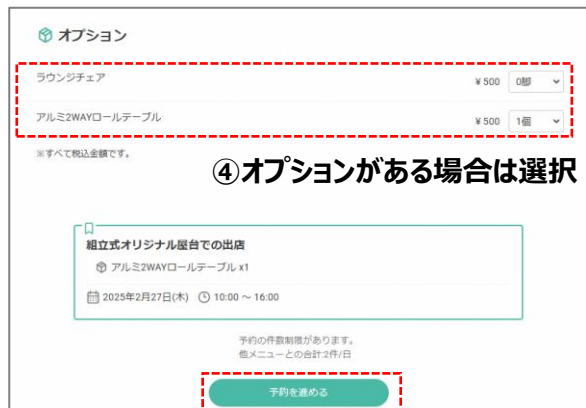 オプション
ラウンジチェア ¥500 0脚
アルミ2WAYロールテーブル ¥500 1個
※すべて税込金額です。
④オプションがある場合は選択
組立式オリジナル屋台での出店
アルミ2WAYロールテーブル x1
2025年2月27日(木) 10:00 ～ 16:00
予約の件数制限があります。
他メニューとの合計:2件/日
予約を進める